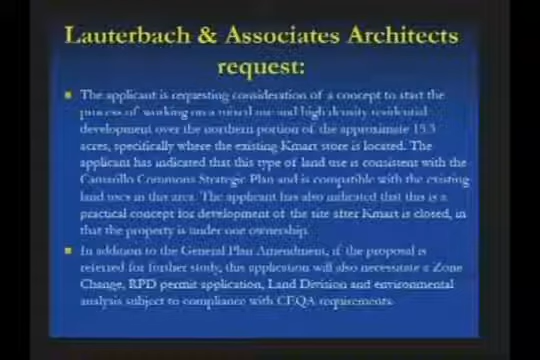 Lauterbach & Associates Architects
request:
The applicant is requesting consideration of a concept to start the
process of working on a mixed use and high density residential
development over the northern portion of the approximate 15.3
acres, specifically where the existing Kmart store is located. The
applicant has indicated that this type of land use is consistent with the
Camarillo Commons Strategic Plan and is compatible with the existing
land uses in this area. The applicant has also indicated that this is a
practical concept for development of the site after Kmart is closed, in
that the property is under one ownership.
In addition to the General Plan Amendment, if the proposal is
referred for further study, this application will also necessitate a Zone
Change, RPD permit application, Land Division and environmental
analysis subject to compliance with CEQA requirements.